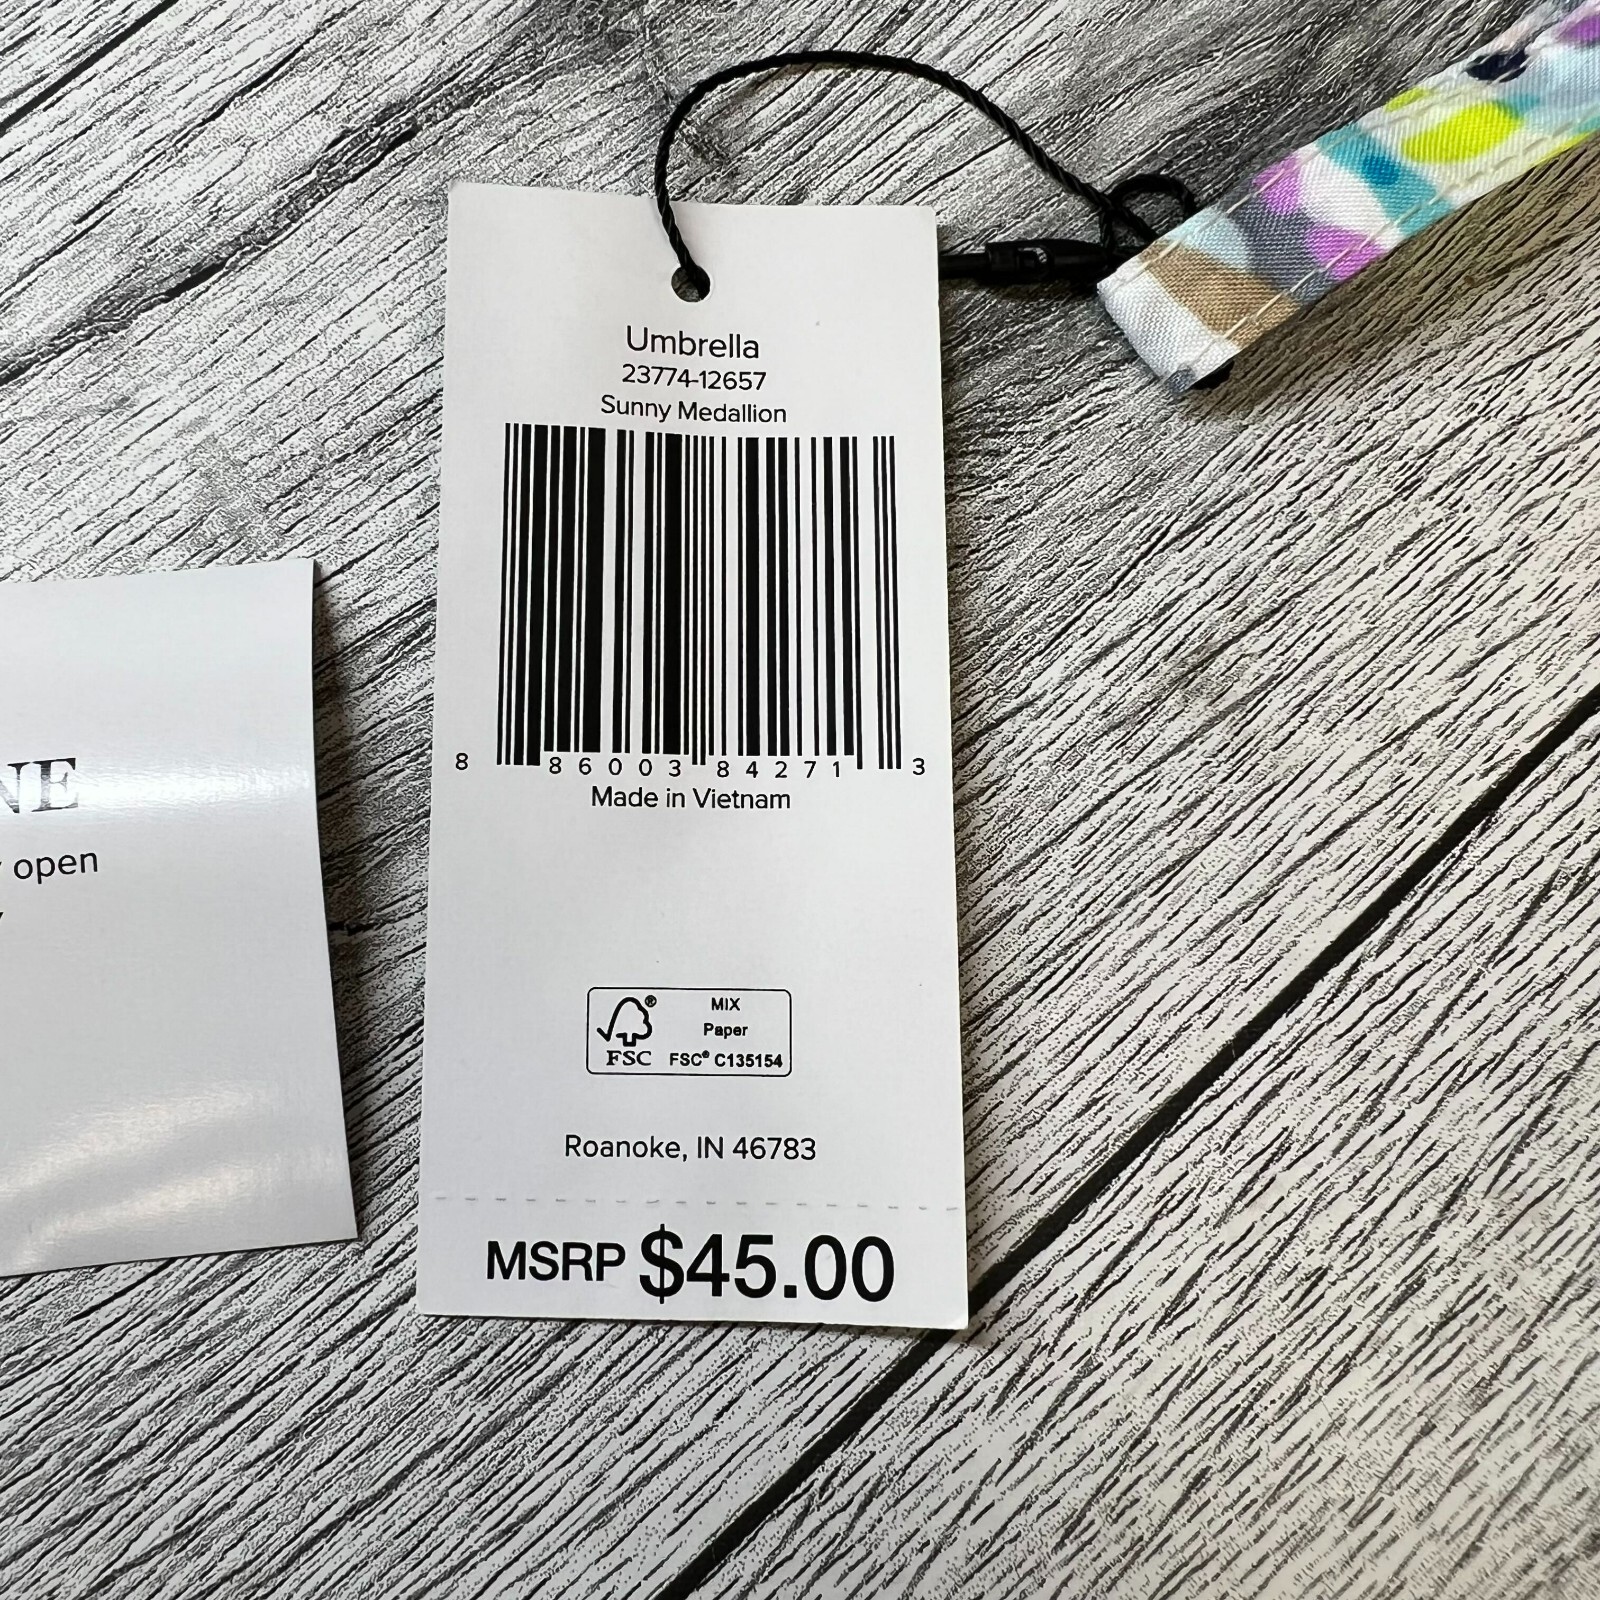 Umbrella
23774-12657
Sunny Medallion
8 86003 84271 3
Made in Vietnam
MIX
Paper
FSC® C135154
FSC
®
Roanoke, IN 46783
MSRP $45.00
NE
open